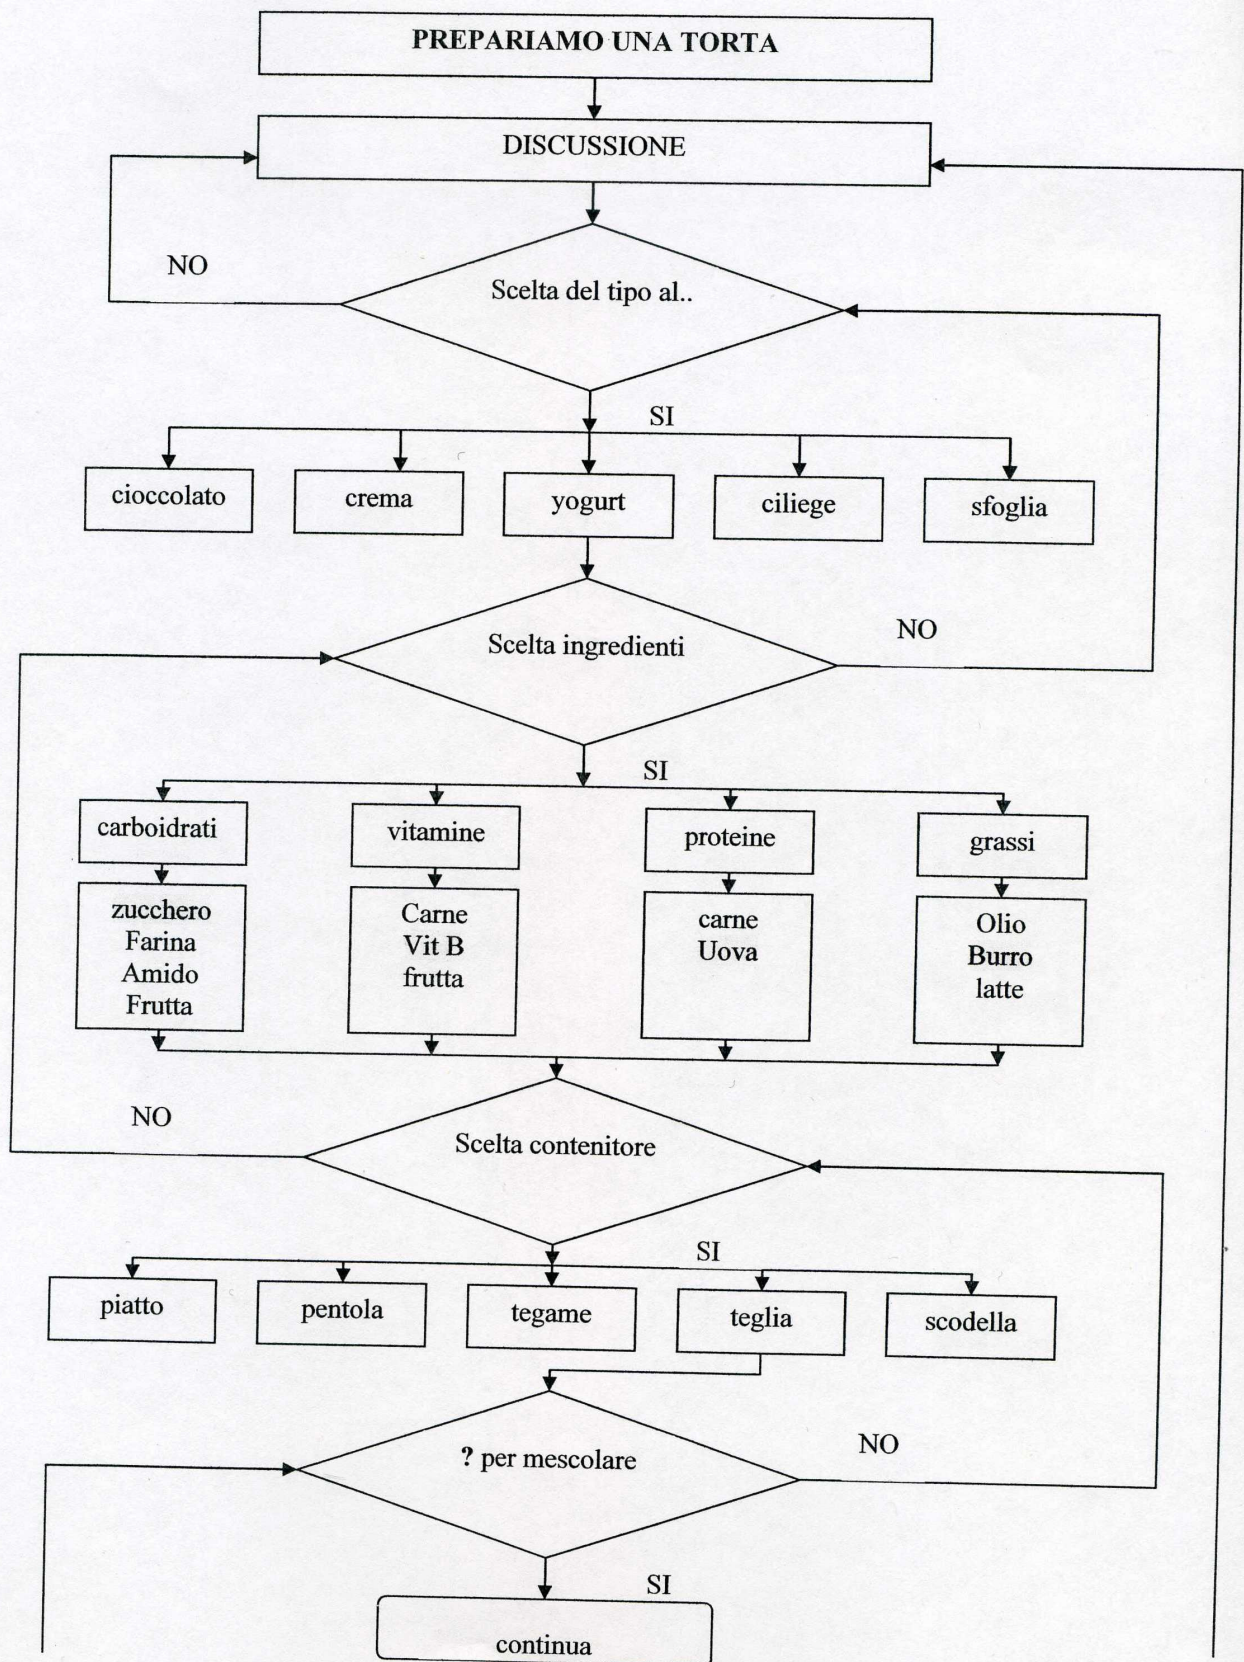 PREPARIAMO UNA TORTA
DISCUSSIONE
NO
Scelta del tipo al..
SI
cioccolato
crema
yogurt
ciliege
sfoglia
Scelta ingredienti
NO
SI
carboidrati
vitamine
proteine
grassi
zucchero
Farina
Amido
Frutta
Carne
Vit B
frutta
carne
Uova
Olio
Burro
latte
NO
Scelta contenitore
SI
piatto
pentola
tegame
teglia
scodella
? per mescolare
NO
SI
continua